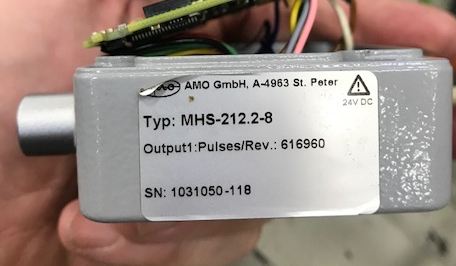 AMO GmbH, A-4963 St. Peter
24V DC
Typ: MHS-212.2-8
Output1:Pulses/Rev.: 616960
SN: 1031050-118